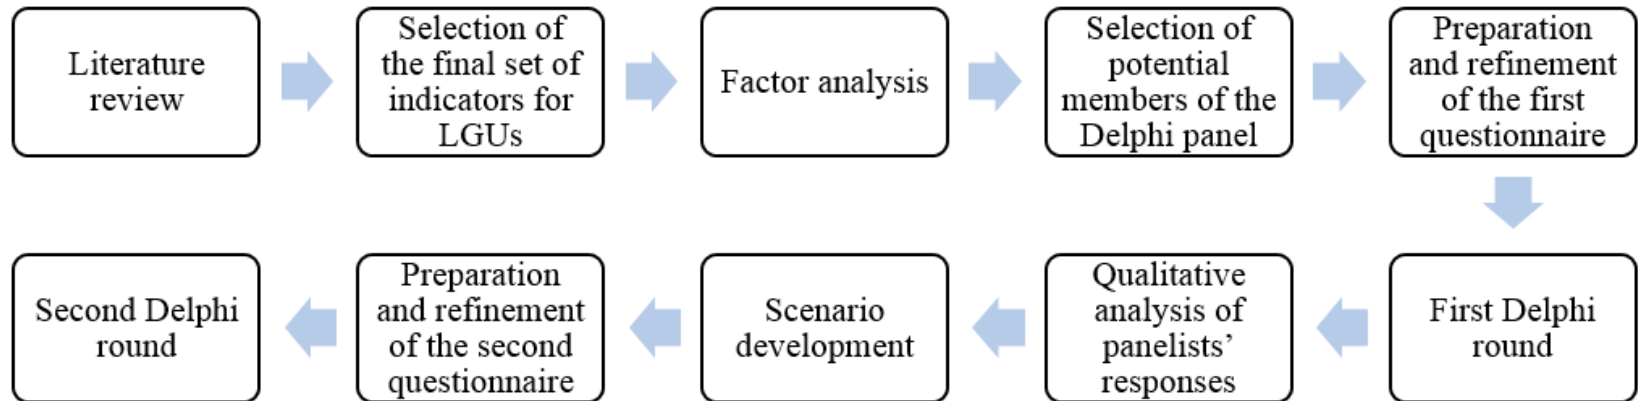 Literature
review
Selection of
the final set of
indicators for
LGUs
Factor analysis
Selection of
potential
members of the
Delphi panel
Preparation
and refinement
of the first
questionnaire
First Delphi
round
Qualitative
analysis of
panelists’
responses
Scenario
development
Preparation
and refinement
of the second
questionnaire
Second Delphi
round